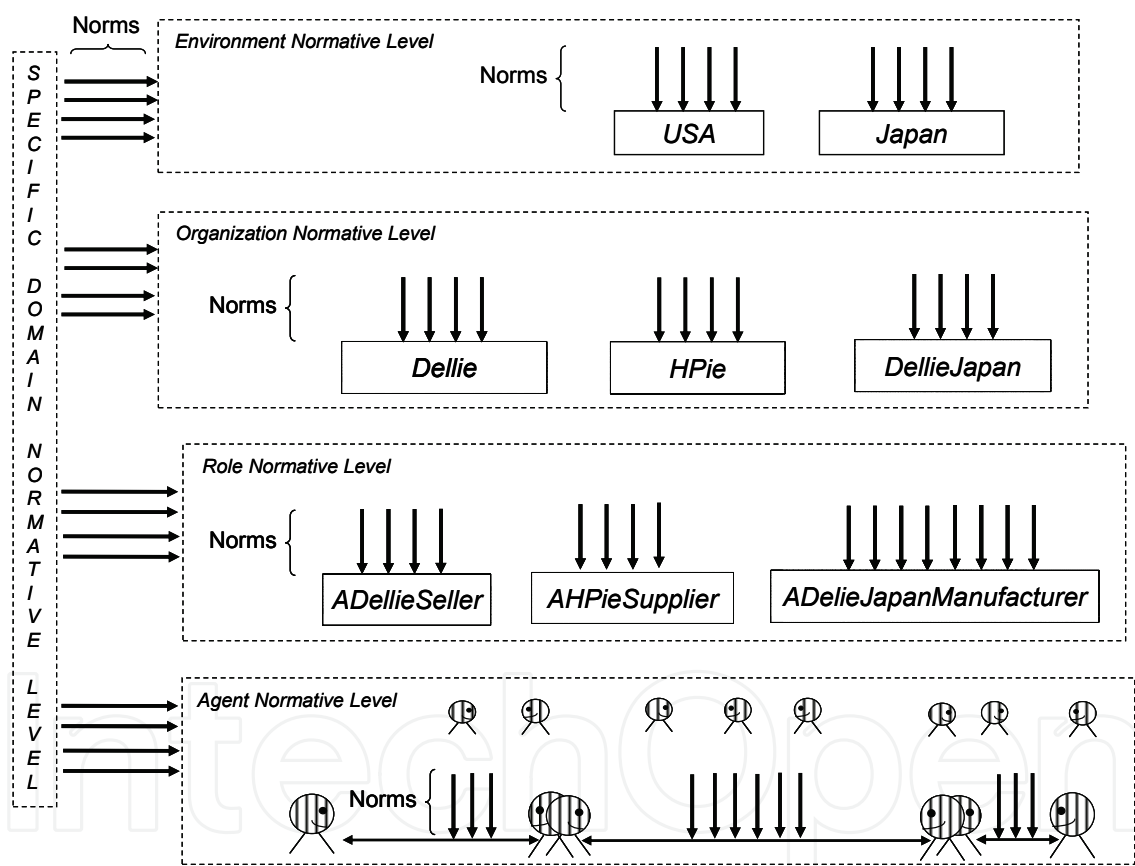 Norms
SPECIFIC DOMAIN NORMATIVE LEVEL
Environment Normative Level
Norms
USA
Japan
Organization Normative Level
Norms
Dellie
HPie
DellieJapan
Role Normative Level
Norms
ADellieSeller
AHPieSupplier
ADelieJapanManufacturer
Agent Normative Level
Norms
IntechOpen